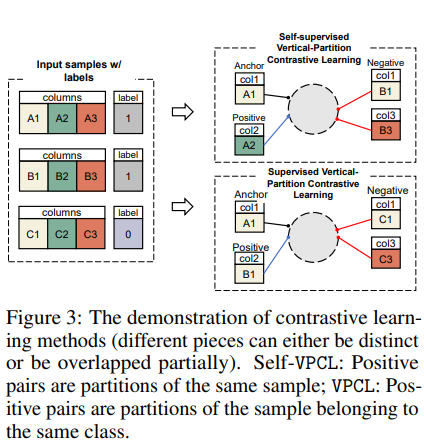 Input samples w/
labels
columns
label
A1
A2
A3
1
columns
label
B1
B2
B3
1
columns
label
C1
C2
C3
0
Self-supervised
Vertical-Partition
Contrastive Learning
Anchor
col1
A1
Positive
col2
A2
Negative
col1
B1
col3
B3
Supervised Vertical-
Partition Contrastive
Learning
Anchor
col1
A1
Positive
col2
B1
Negative
col1
C1
col3
C3
Figure 3: The demonstration of contrastive learn-
ing methods (different pieces can either be distinct
or be overlapped partially). Self-VPCL: Positive
pairs are partitions of the same sample; VPCL: Pos-
itive pairs are partitions of the sample belonging to
the same class.